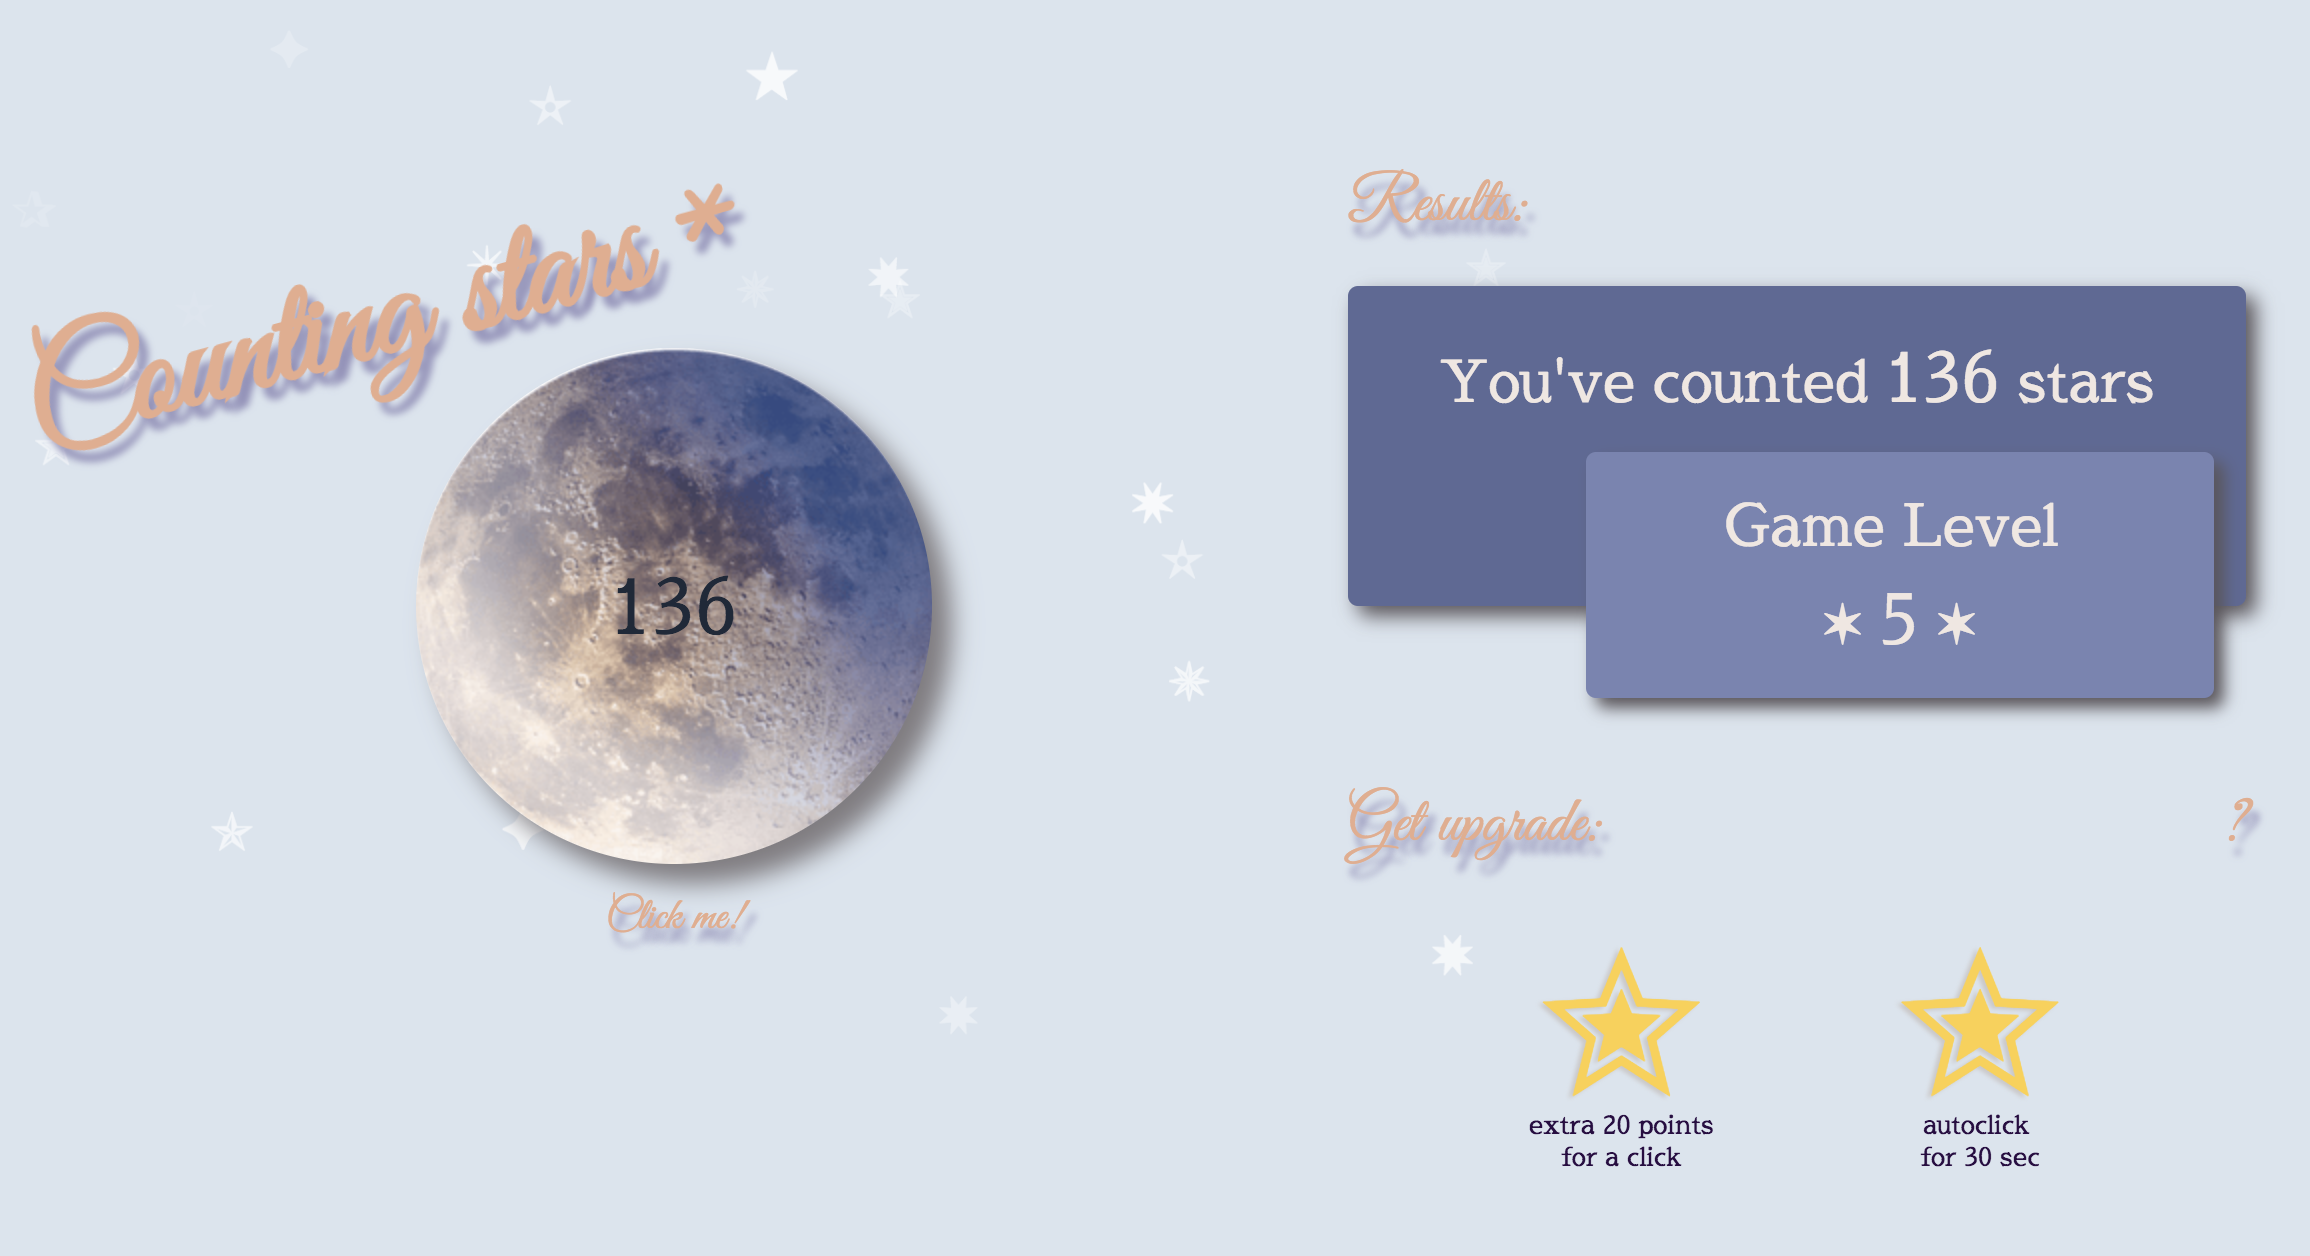 Counting stars *
136
Click me!
Results:
You've counted 136 stars
Game Level
✶ 5 ✶
Get upgrade:
?
extra 20 points
for a click
autoclick
for 30 sec